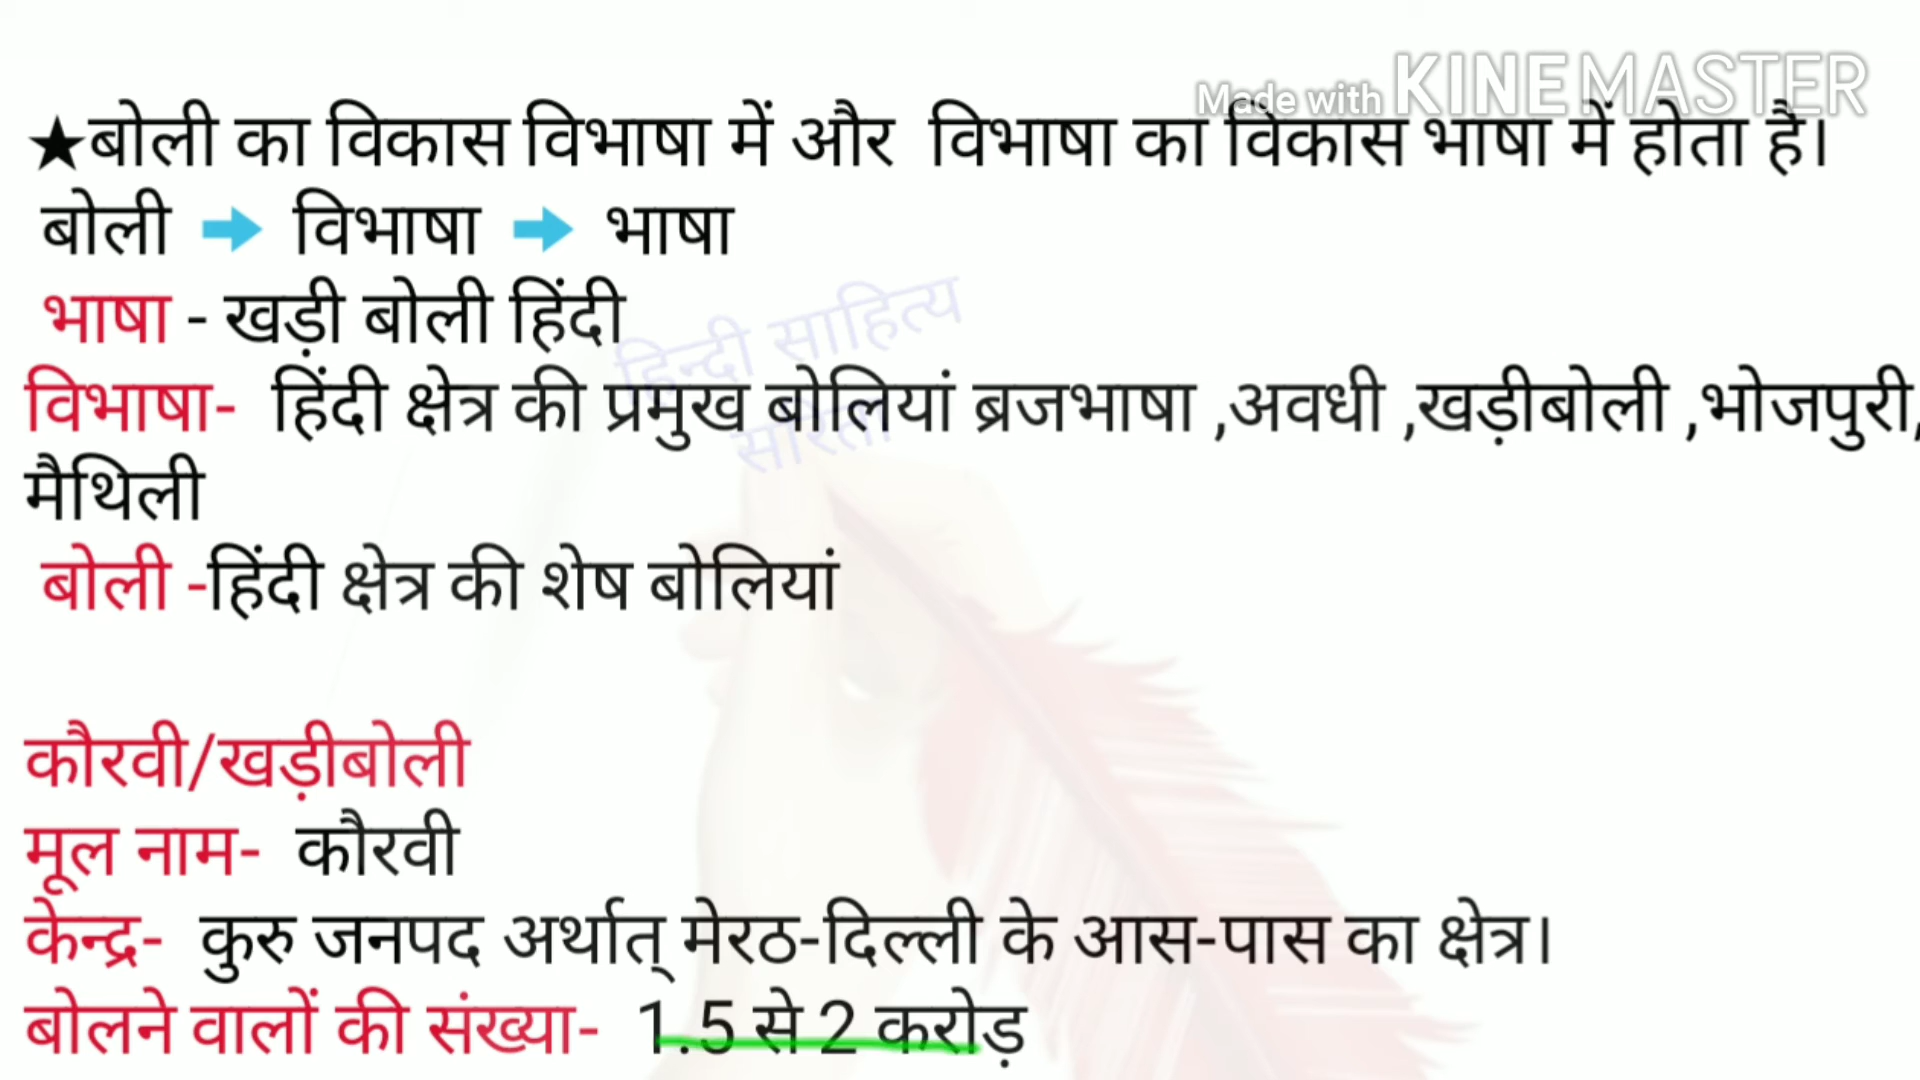 Made with KINEMASTER
★बोली का विकास विभाषा में और विभाषा का विकास भाषा में होता है।
बोली ➡ विभाषा ➡ भाषा
भाषा - खड़ी बोली हिंदी
हिन्दी साहित्य
सरिता
विभाषा- हिंदी क्षेत्र की प्रमुख बोलियां ब्रजभाषा ,अवधी ,खड़ीबोली ,भोजपुरी,
मैथिली
बोली -हिंदी क्षेत्र की शेष बोलियां
कौरवी/खड़ीबोली
मूल नाम- कौरवी
केन्द्र- कुरु जनपद अर्थात् मेरठ-दिल्ली के आस-पास का क्षेत्र।
बोलने वालों की संख्या- 1.5 से 2 करोड़